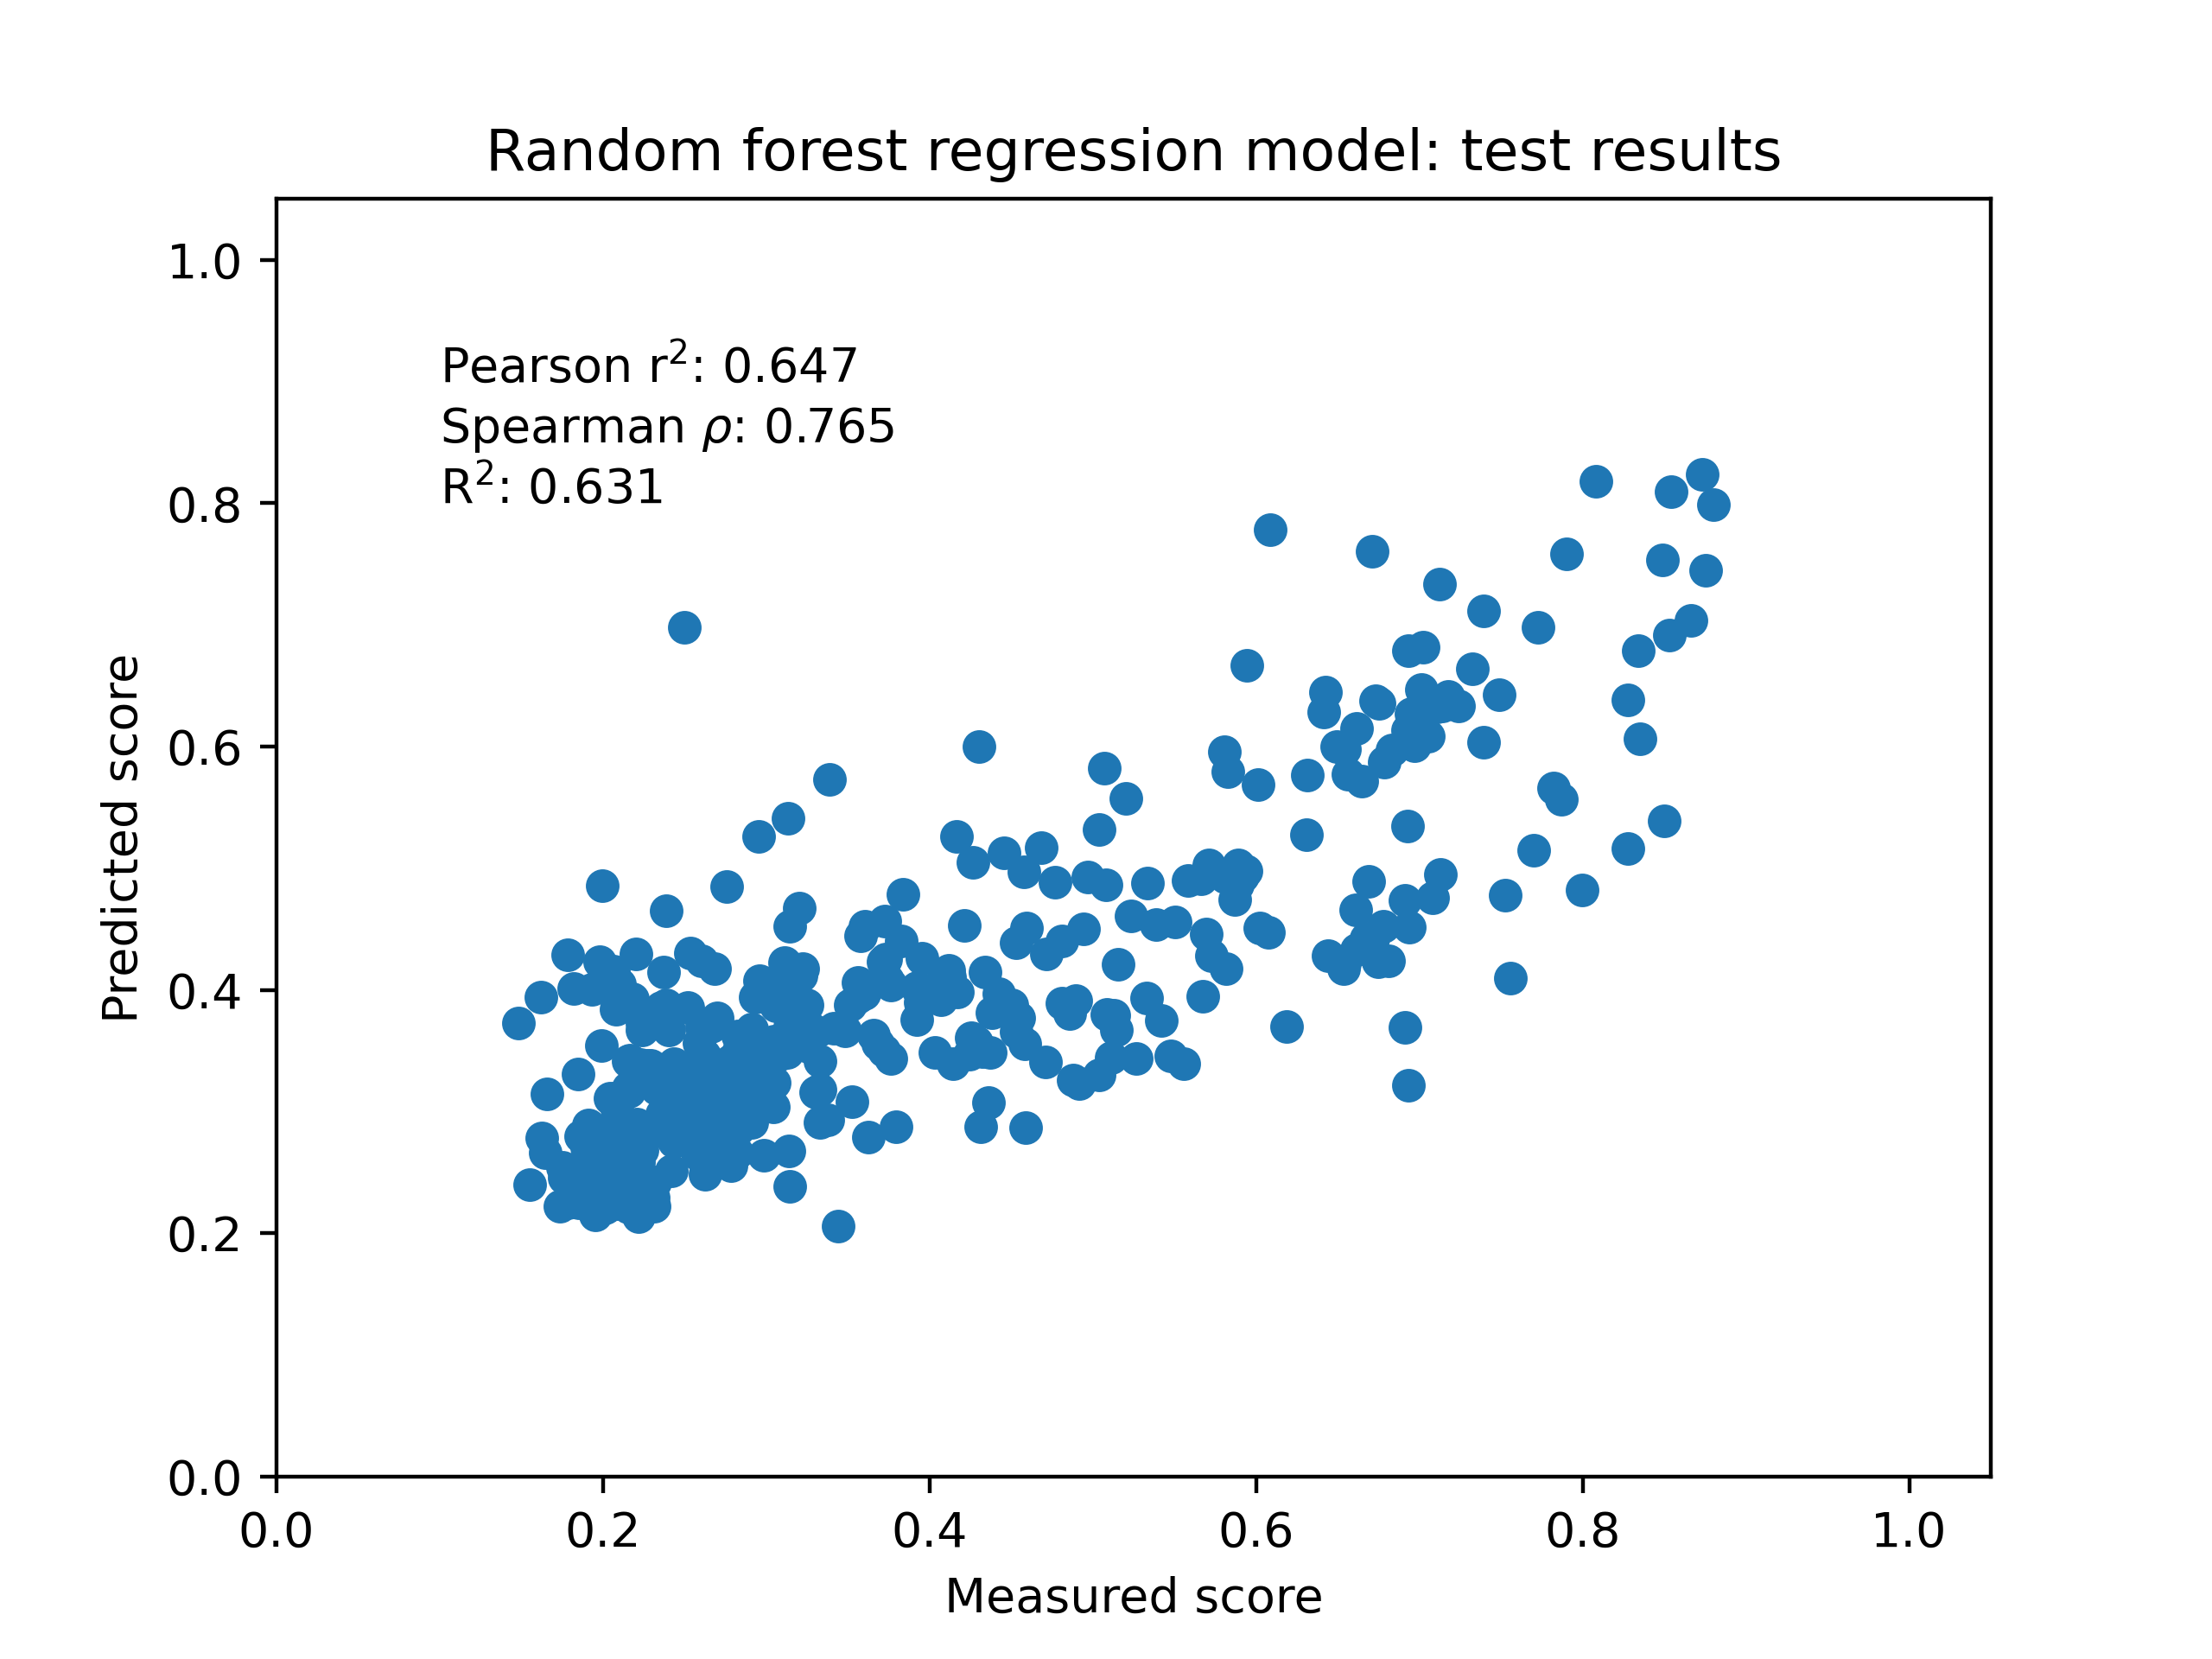 Random forest regression model: test results
1.0
Pearson r²: 0.647
Spearman ρ: 0.765
R²: 0.631
0.8
0.6
0.4
0.2
0.0
Predicted score
0.0 0.2 0.4 0.6 0.8 1.0
Measured score